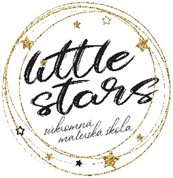 little
stars
súkromná
materská škola